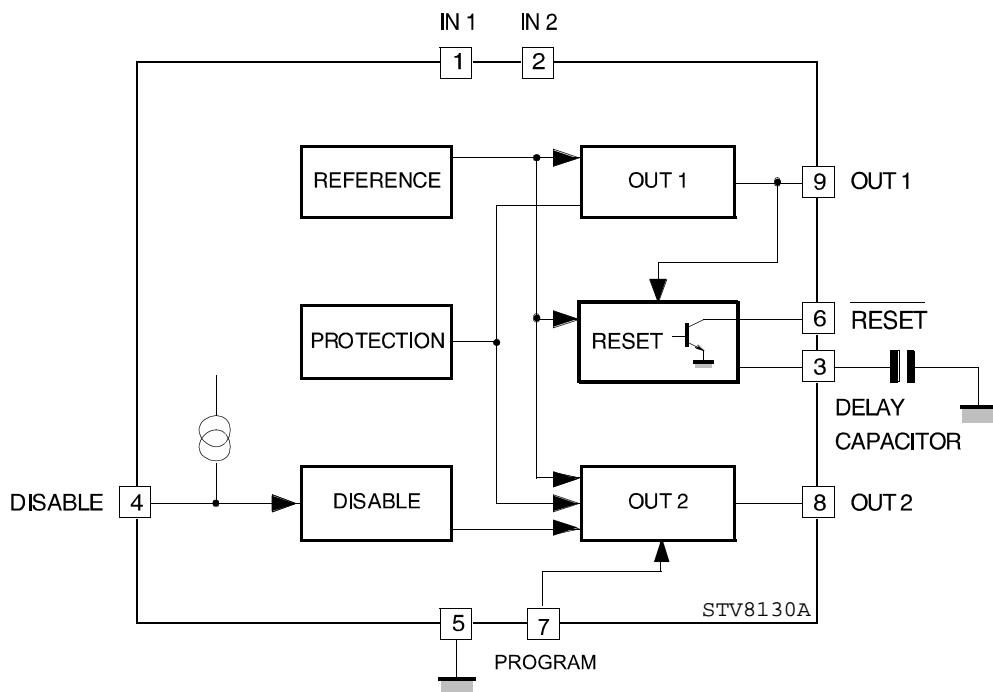 IN 1
IN 2
1
2
REFERENCE
OUT 1
9
OUT 1
PROTECTION
RESET
6
RESET
3
DELAY
CAPACITOR
DISABLE
4
DISABLE
OUT 2
8
OUT 2
STV8130A
5
7
PROGRAM